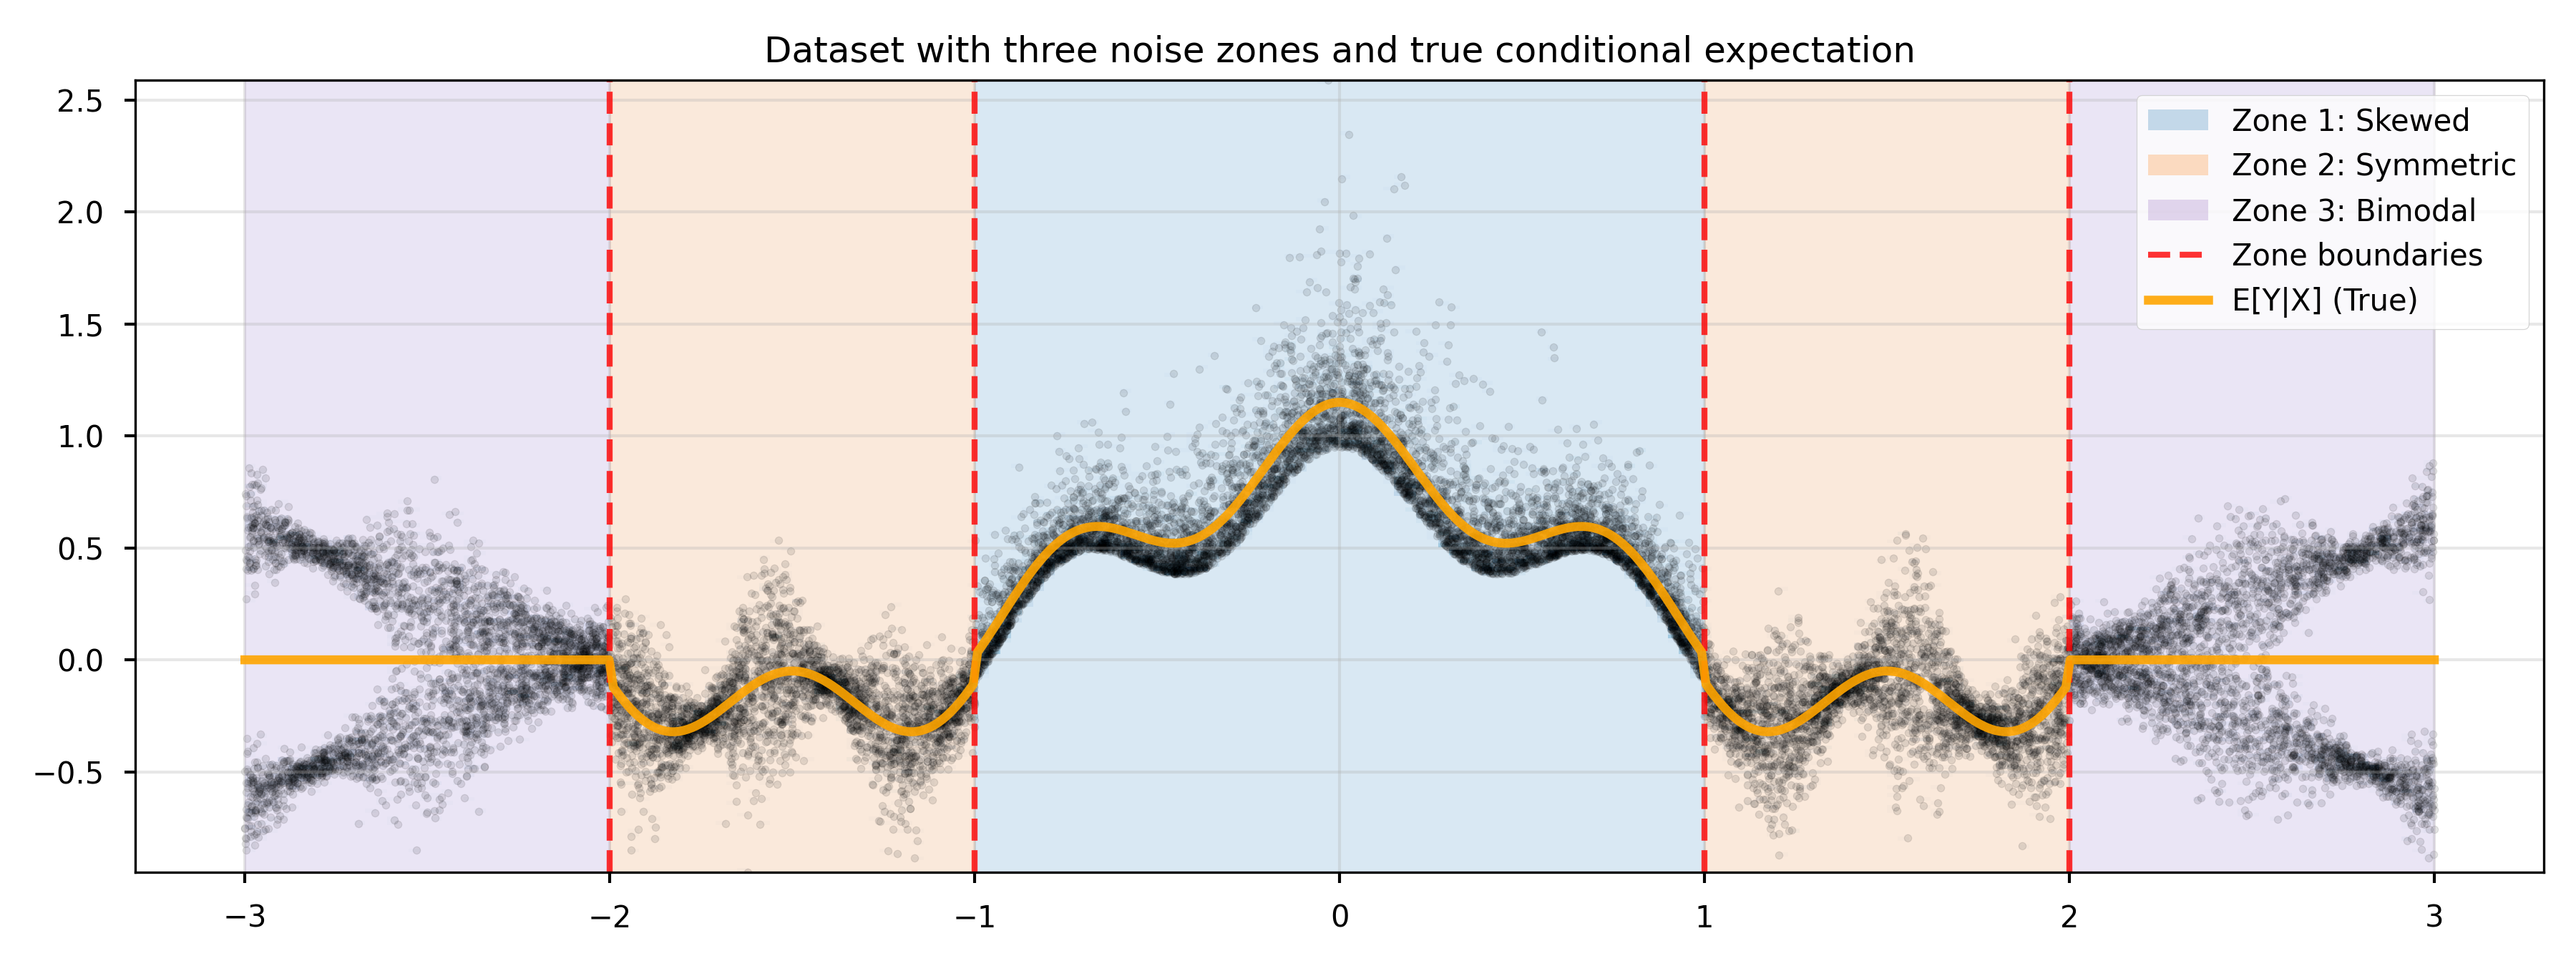 Dataset with three noise zones and true conditional expectation
2.5
2.0
1.5
1.0
0.5
0.0
−0.5
−3
−2
−1
0
1
2
3
Zone 1: Skewed
Zone 2: Symmetric
Zone 3: Bimodal
Zone boundaries
E[Y|X] (True)